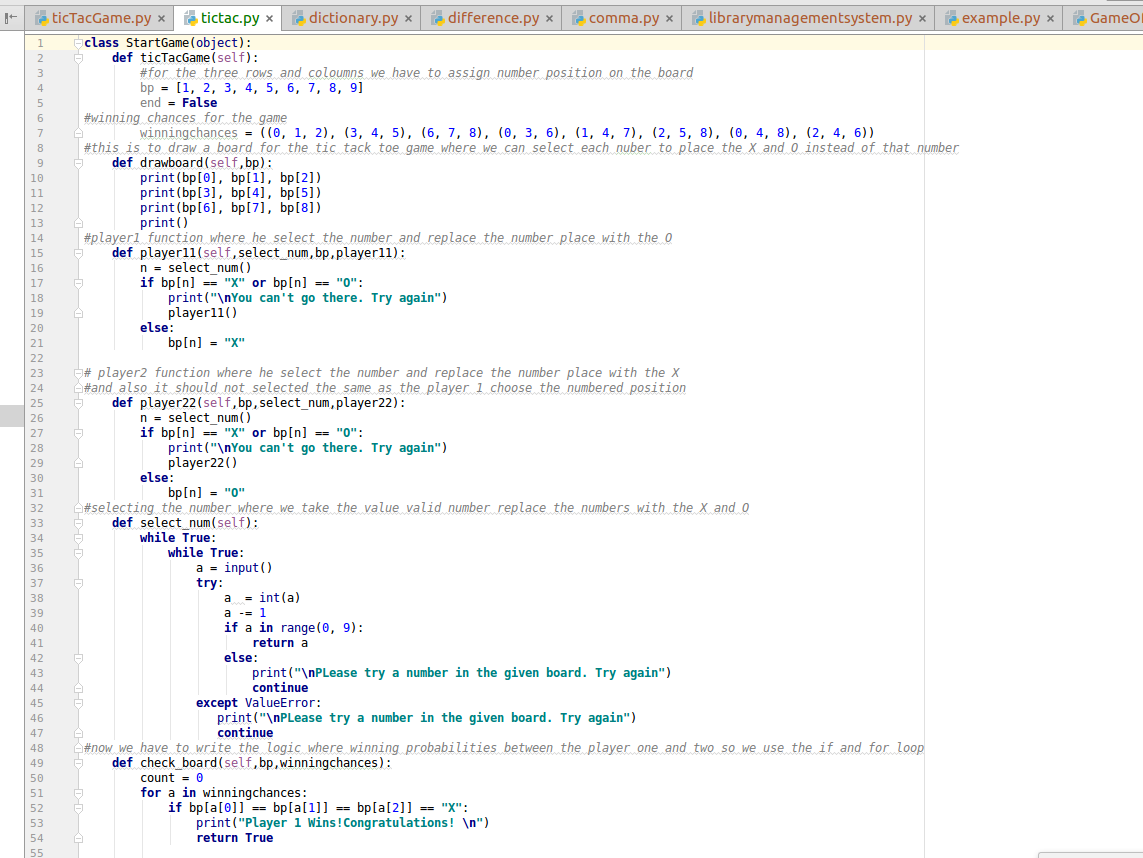 ticTacGame.py × tictac.py × dictionary.py × difference.py × comma.py × librarymanagementsystem.py × example.py ×
1 class StartGame(object):
2 def ticTacGame(self):
3 #for the three rows and coloumns we have to assign number position on the board
4 bp = [1, 2, 3, 4, 5, 6, 7, 8, 9]
5 end = False
6 #winning chances for the game
7 winningchances = ((0, 1, 2), (3, 4, 5), (6, 7, 8), (0, 3, 6), (1, 4, 7), (2, 5, 8), (0, 4, 8), (2, 4, 6))
8 #this is to draw a board for the tic tack toe game where we can select each nuber to place the X and O instead of that number
9 def drawboard(self,bp):
10 print(bp[0], bp[1], bp[2])
11 print(bp[3], bp[4], bp[5])
12 print(bp[6], bp[7], bp[8])
13 print()
14 #player1 function where he select the number and replace the number place with the O
15 def player11(self,select_num,bp,player11):
16 n = select_num()
17 if bp[n] == "X" or bp[n] == "O":
18 print("\nYou can't go there. Try again")
19 player11()
20 else:
21 bp[n] = "X"
22
23 # player2 function where he select the number and replace the number place with the X
24 #and also it should not selected the same as the player 1 choose the numbered position
25 def player22(self,bp,select_num,player22):
26 n = select_num()
27 if bp[n] == "X" or bp[n] == "O":
28 print("\nYou can't go there. Try again")
29 player22()
30 else:
31 bp[n] = "O"
32 #selecting the number where we take the value valid number replace the numbers with the X and O
33 def select_num(self):
34 while True:
35 while True:
36 a = input()
37 try:
38 a  = int(a)
39 a -= 1
40 if a in range(0, 9):
41 return a
42 else:
43 print("\nPLease try a number in the given board. Try again")
44 continue
45 except ValueError:
46 print("\nPLease try a number in the given board. Try again")
47 continue
48 #now we have to write the logic where winning probabilities between the player one and two so we use the if and for loop
49 def check_board(self,bp,winningchances):
50 count = 0
51 for a in winningchances:
52 if bp[a[0]] == bp[a[1]] == bp[a[2]] == "X":
53 print("Player 1 Wins!Congratulations! \n")
54 return True
55